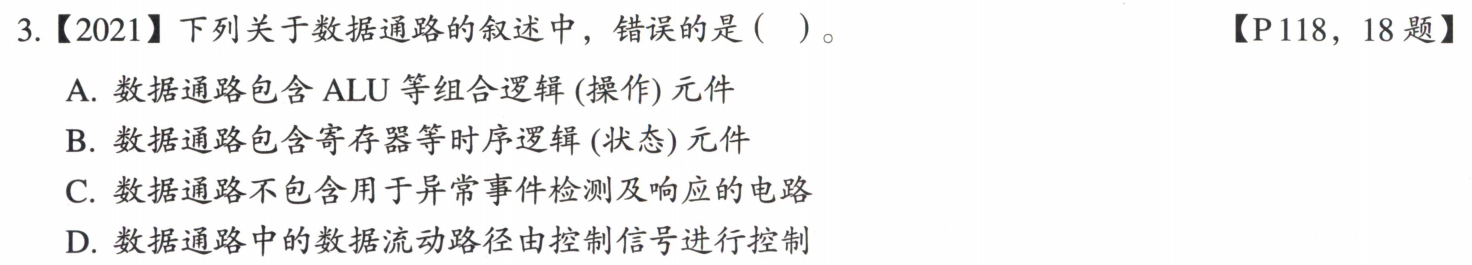 3.【2021】下列关于数据通路的叙述中，错误的是( )。 【P118，18题】
A. 数据通路包含 ALU 等组合逻辑 (操作) 元件
B. 数据通路包含寄存器等时序逻辑 (状态) 元件
C. 数据通路不包含用于异常事件检测及响应的电路
D. 数据通路中的数据流动路径由控制信号进行控制